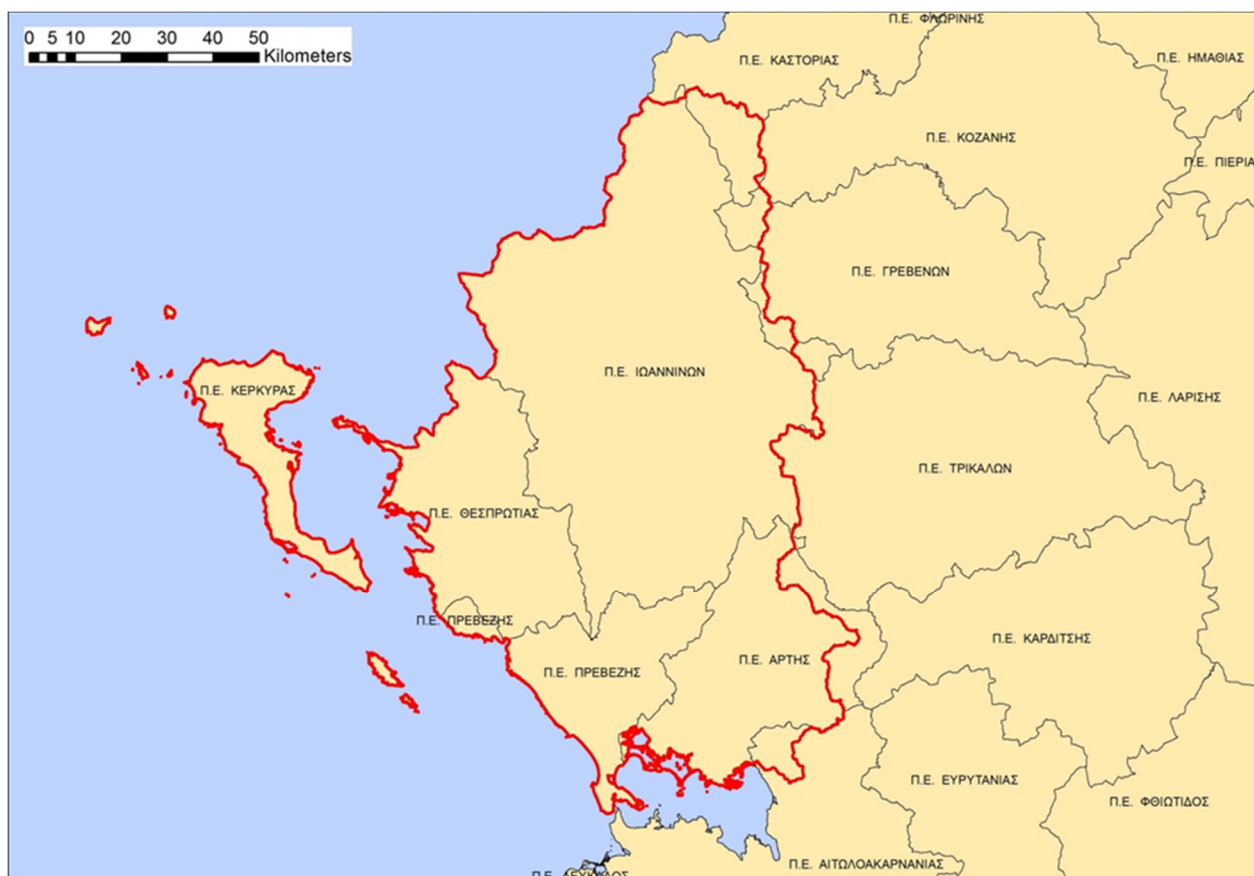 0 5 10 20 30 40 50
Kilometers
Π.Ε. ΦΛΩΡΙΝΗΣ
Π.Ε. ΚΑΣΤΟΡΙΑΣ
Π.Ε. ΗΜΑΘΙΑΣ
Π.Ε. ΚΟΖΑΝΗΣ
Π.Ε. ΠΙΕΡΙΑ
Π.Ε. ΓΡΕΒΕΝΩΝ
Π.Ε. ΙΩΑΝΝΙΝΩΝ
Π.Ε. ΚΕΡΚΥΡΑΣ
Π.Ε. ΛΑΡΙΣΗΣ
Π.Ε. ΤΡΙΚΑΛΩΝ
Π.Ε. ΘΕΣΠΡΩΤΙΑΣ
Π.Ε. ΠΡΕΒΕΖΗΣ
Π.Ε. ΚΑΡΔΙΤΣΗΣ
Π.Ε. ΑΡΤΗΣ
Π.Ε. ΠΡΕΒΕΖΗΣ
Π.Ε. ΕΥΡΥΤΑΝΙΑΣ
Π.Ε. ΦΘΙΩΤΙΔΟΣ
Π.Ε. ΑΙΤΩΛΟΑΚΑΡΝΑΝΙΑΣ
Π.Ε. ΛΕΥΚΑΔΟΣ